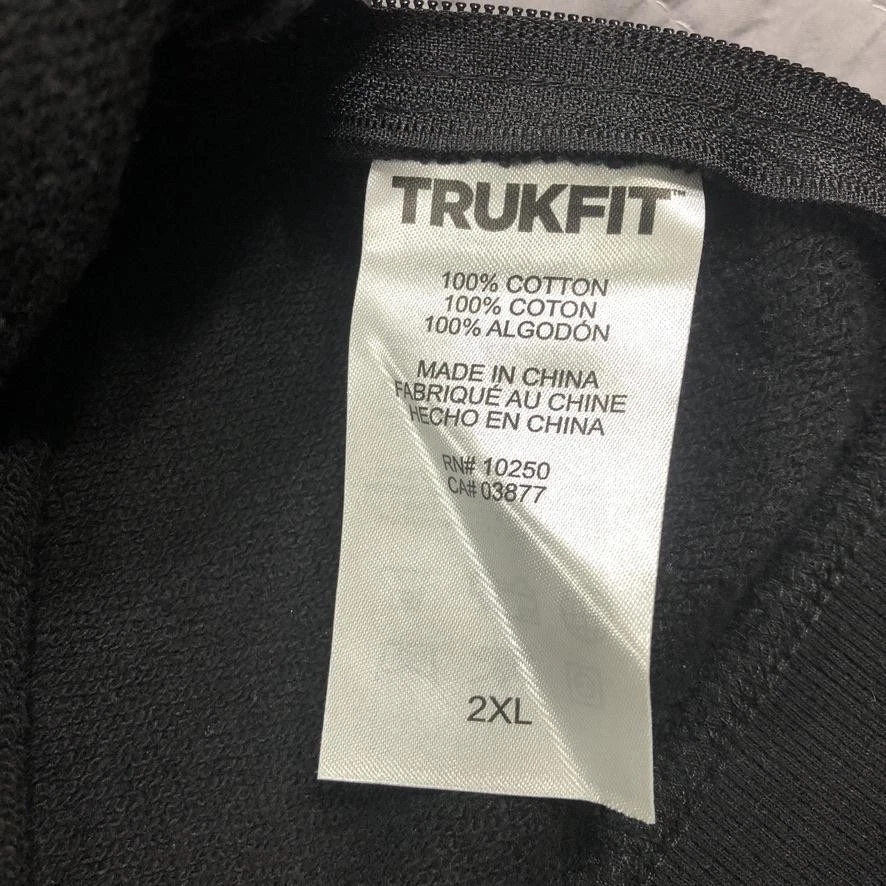 TRUKFIT™
100% COTTON
100% COTON
100% ALGODÓN
MADE IN CHINA
FABRIQUÉ AU CHINE
HECHO EN CHINA
RN# 10250
CA# 03877
2XL